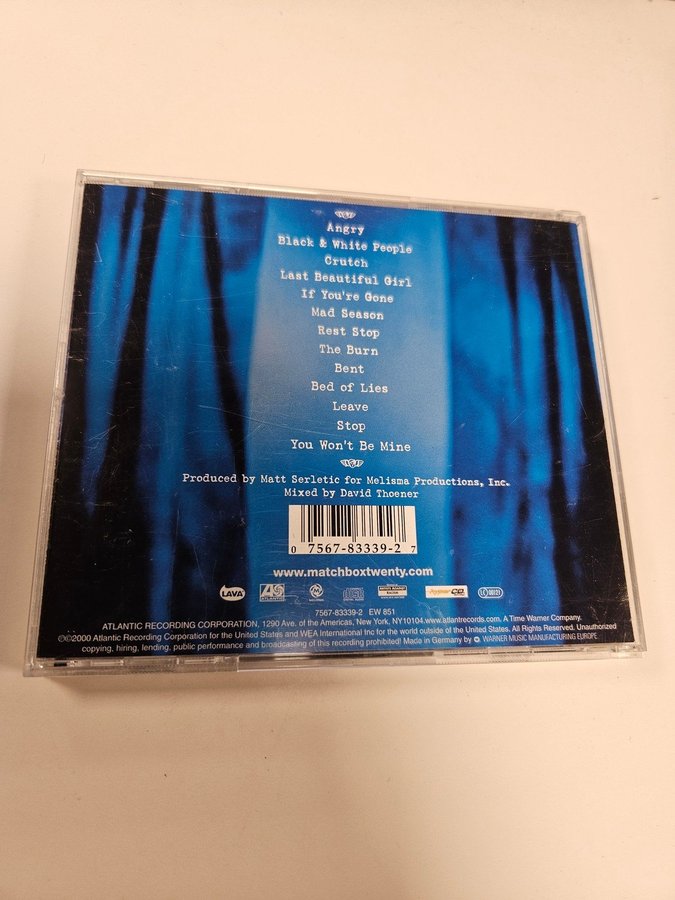 Angry
Black & White People
Crutch
Last Beautiful Girl
If You're Gone
Mad Season
Rest Stop
The Burn
Bent
Bed of Lies
Leave
Stop
You Won't Be Mine
Produced by Matt Serletic for Melisma Productions, Inc.
Mixed by David Thoener
0 7567-83339-2 7
www.matchboxtwenty.com
LAVA
7567-83339-2 EW 851
ATLANTIC RECORDING CORPORATION, 1290 Ave. of the Americas, New York, NY10104.www.atlantrecords.com. A Time Warner Company.
℗©2000 Atlantic Recording Corporation for the United States and WEA International Inc for the world outside of the United States. All Rights Reserved. Unauthorized
copying, hiring, lending, public performance and broadcasting of this recording prohibited! Made in Germany by WARNER MUSIC MANUFACTURING EUROPE